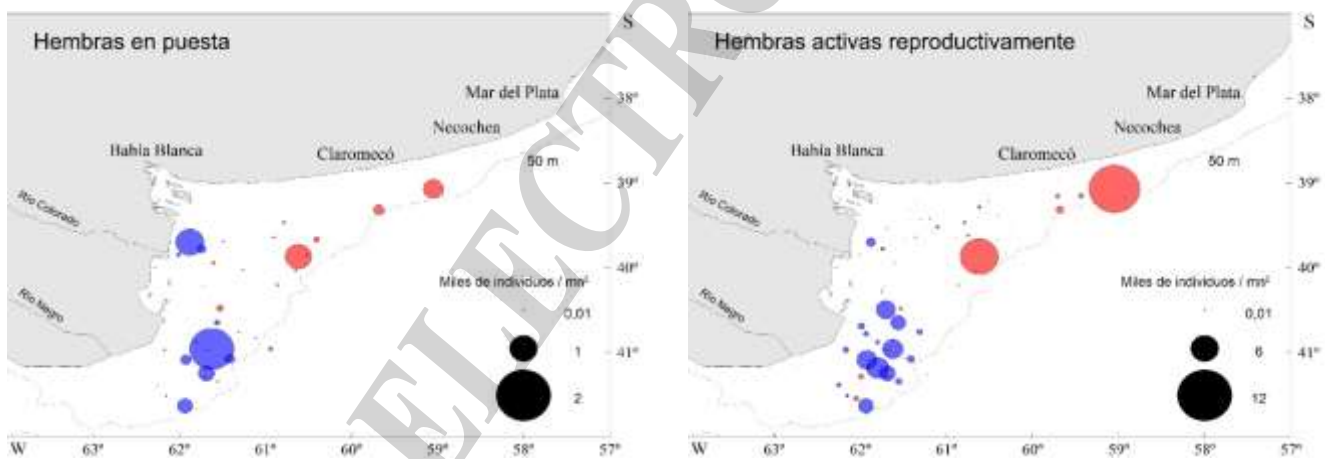 S
Hembras en puesta
Mar del Plata
38°
Necochea
Bahía Blanca
Claromecó
50 m
39°
Río Colorado
40°
Miles de individuos / mn²
Río Negro
0,01
1
41°
2
W
63°
62°
61°
60°
59°
58°
57°
S
Hembras activas reproductivamente
Mar del Plata
38°
Necochea
Bahía Blanca
Claromecó
50 m
39°
Río Colorado
40°
Miles de individuos / mn²
Río Negro
0,01
6
41°
12
W
63°
62°
61°
60°
59°
58°
57°
ELECTRO